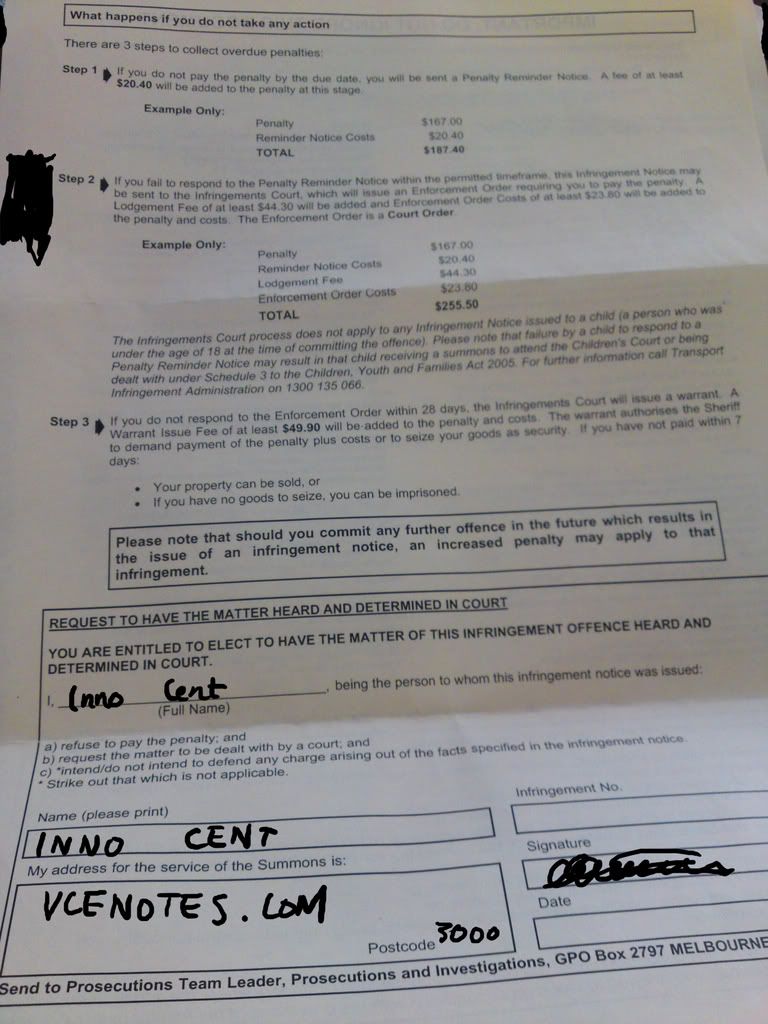 What happens if you do not take any action
There are 3 steps to collect overdue penalties:
Step 1 If you do not pay the penalty by the due date, you will be sent a Penalty Reminder Notice. A fee of at least
$20.40 will be added to the penalty at this stage.
Example Only:
Penalty $167.00
Reminder Notice Costs $20.40
TOTAL $187.40
Step 2 If you fail to respond to the Penalty Reminder Notice within the permitted timeframe, this Infringement Notice may
be sent to the Infringements Court, which will issue an Enforcement Order requiring you to pay the penalty. A
Lodgement Fee of at least $44.30 will be added and Enforcement Order Costs of at least $23.80 will be added to
the penalty and costs. The Enforcement Order is a Court Order.
Example Only:
Penalty $167.00
Reminder Notice Costs $20.40
Lodgement Fee $44.30
Enforcement Order Costs $23.80
TOTAL $255.50
The Infringements Court process does not apply to any Infringement Notice issued to a child (a person who was
under the age of 18 at the time of committing the offence). Please note that failure by a child to respond to a
Penalty Reminder Notice may result in that child receiving a summons to attend the Children's Court or being
dealt with under Schedule 3 to the Children, Youth and Families Act 2005. For further information call Transport
Infringement Administration on 1300 135 066.
Step 3 If you do not respond to the Enforcement Order within 28 days, the Infringements Court will issue a warrant. A
Warrant Issue Fee of at least $49.90 will be added to the penalty and costs. The warrant authorises the Sheriff
to demand payment of the penalty plus costs or to seize your goods as security. If you have not paid within 7
days:
• Your property can be sold, or
• If you have no goods to seize, you can be imprisoned.
Please note that should you commit any further offence in the future which results in
the issue of an infringement notice, an increased penalty may apply to that
infringement.
REQUEST TO HAVE THE MATTER HEARD AND DETERMINED IN COURT
YOU ARE ENTITLED TO ELECT TO HAVE THE MATTER OF THIS INFRINGEMENT OFFENCE HEARD AND
DETERMINED IN COURT.
I, Inno Cent, being the person to whom this infringement notice was issued:
(Full Name)
a) refuse to pay the penalty; and
b) request the matter to be dealt with by a court; and
c) *intend/do not intend to defend any charge arising out of the facts specified in the infringement notice.
* Strike out that which is not applicable.
Infringement No.
Name (please print)
INNO CENT
Signature
My address for the service of the Summons is:
VCENOTES.COM
Date
Postcode 3000
Send to Prosecutions Team Leader, Prosecutions and Investigations, GPO Box 2797 MELBOURNE